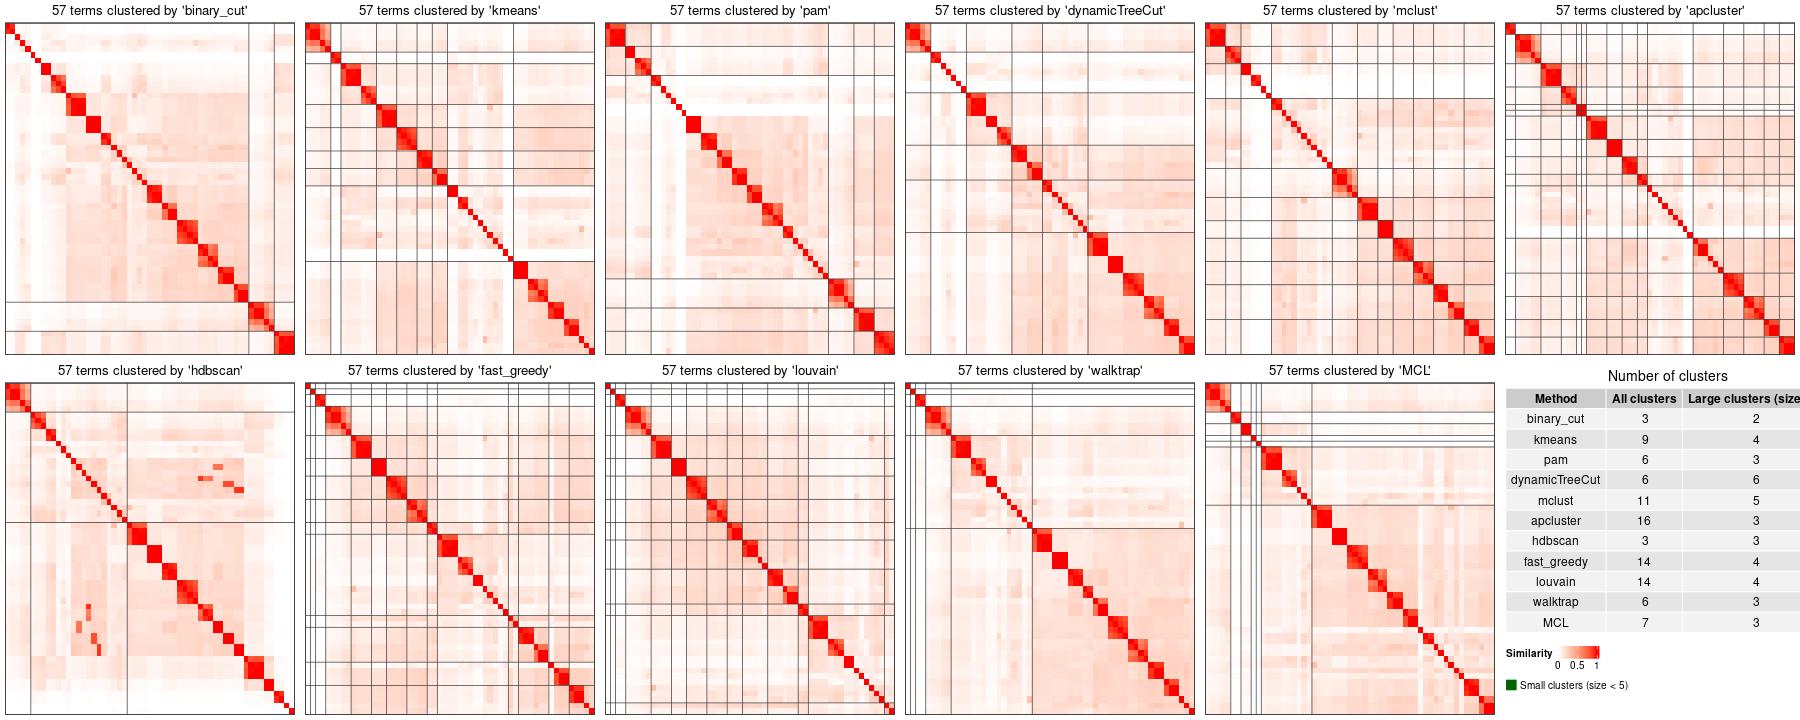 57 terms clustered by 'binary_cut'
57 terms clustered by 'kmeans'
57 terms clustered by 'pam'
57 terms clustered by 'dynamicTreeCut'
57 terms clustered by 'mclust'
57 terms clustered by 'apcluster'
57 terms clustered by 'hdbscan'
57 terms clustered by 'fast_greedy'
57 terms clustered by 'louvain'
57 terms clustered by 'walktrap'
57 terms clustered by 'MCL'
Number of clusters
Method All clusters Large clusters (size
binary_cut 3 2
kmeans 9 4
pam 6 3
dynamicTreeCut 6 6
mclust 11 5
apcluster 16 3
hdbscan 3 3
fast_greedy 14 4
louvain 14 4
walktrap 6 3
MCL 7 3
Similarity
0 0.5 1
Small clusters (size < 5)